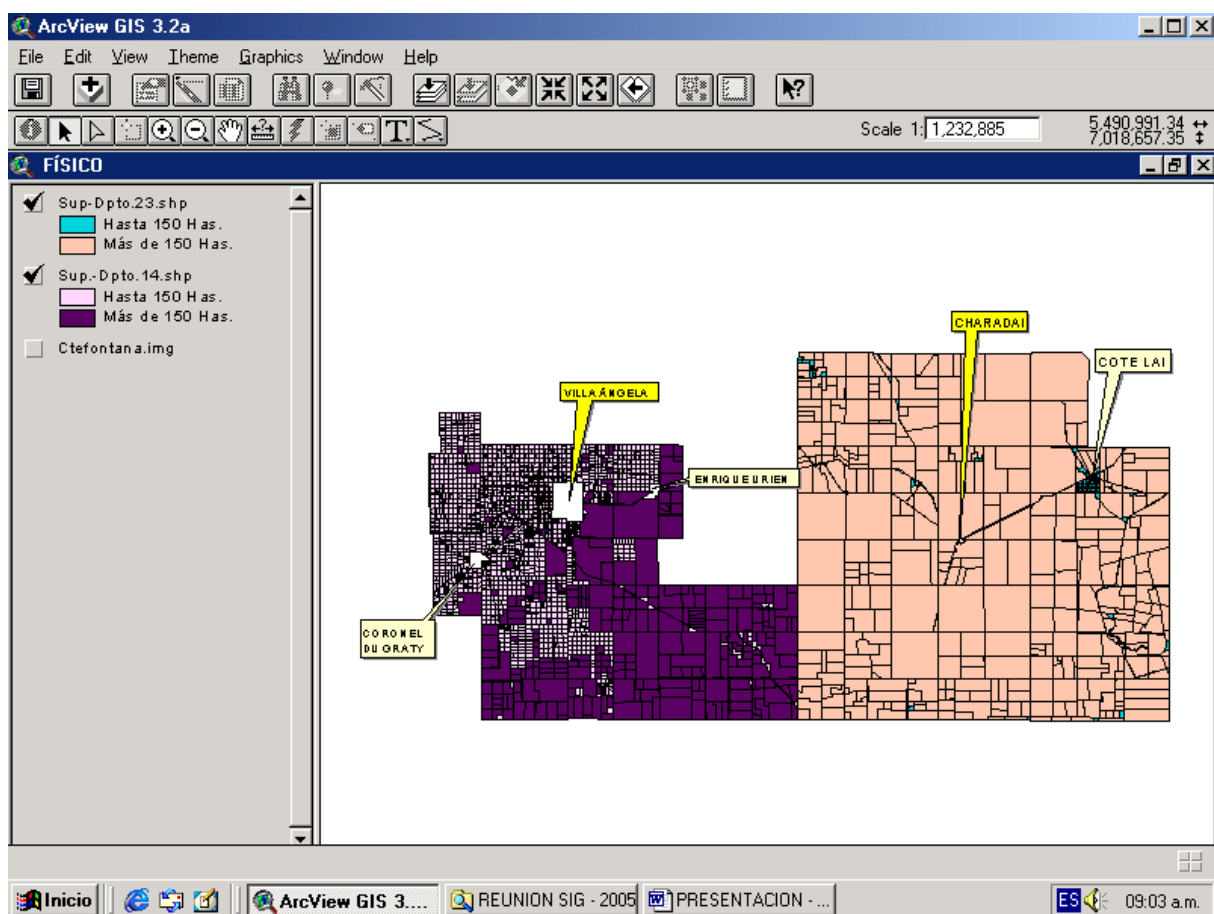 ArcView GIS 3.2a
File Edit View Theme Graphics Window Help
Scale 1: 1,232,885
5,490,991.34
7,018,657.35
FÍSICO
Sup-Dpto.23.shp
Hasta 150 Has.
Más de 150 Has.
Sup.-Dpto.14.shp
Hasta 150 Has.
Más de 150 Has.
Ctefontana.img
CHARADAI
COTE LAI
VILLA ÁNGELA
ENRIQUE URIEN
CORONEL
DU GRATY
Inicio
ArcView GIS 3....
REUNION SIG - 2005
PRESENTACION - ...
ES
09:03 a.m.